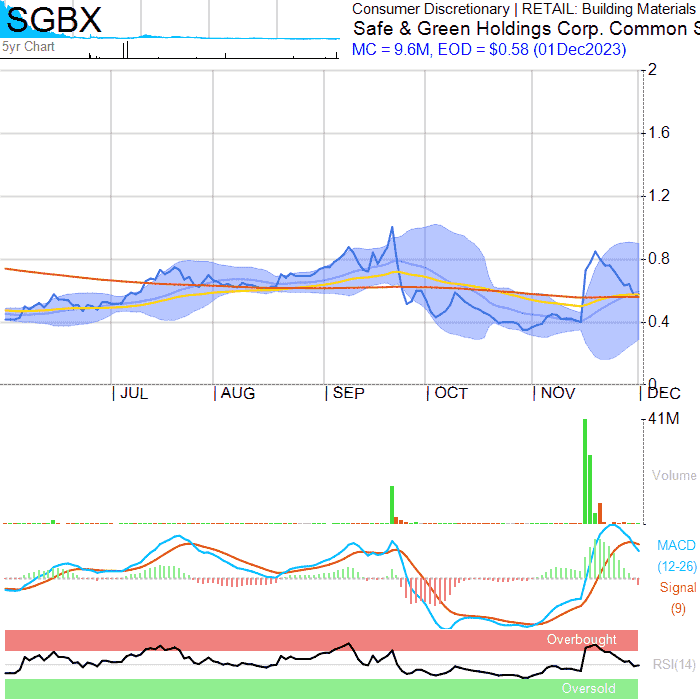 SGBX
5yr Chart
Consumer Discretionary | RETAIL: Building Materials
Safe & Green Holdings Corp. Common S
MC = 9.6M, EOD = $0.58 (01Dec2023)
2
1.6
1.2
0.8
0.4
0
JUL AUG SEP OCT NOV DEC
41M
Volume
MACD
(12-26)
Signal
(9)
Overbought
RSI(14)
Oversold